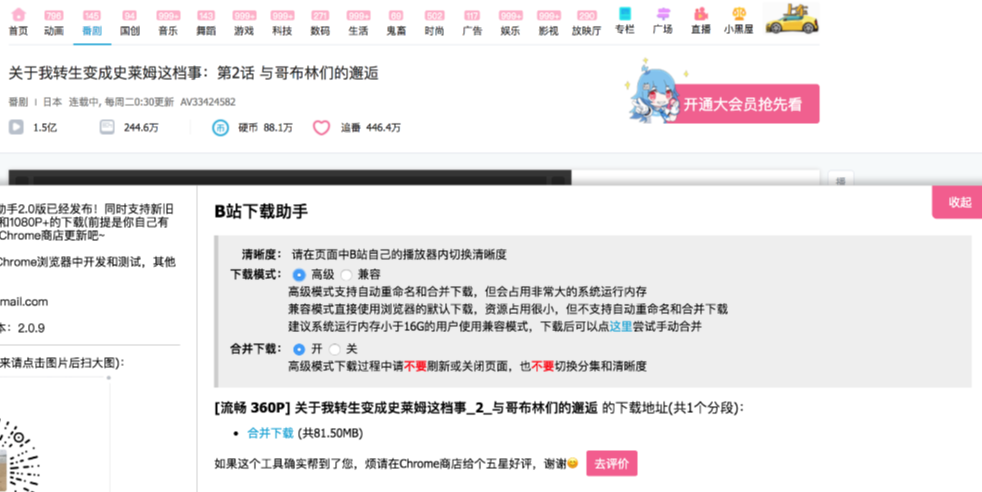 798 145 94 999+ 143 999+ 999+ 271 999+ 69 502 117 999+ 999+ 290
首页 动画 番剧 国创 音乐 舞蹈 游戏 科技 数码 生活 鬼畜 时尚 广告 娱乐 影视 放映厅 专栏 广场 直播 小黑屋
关于我转生变成史莱姆这档事：第2话 与哥布林们的邂逅
番剧 | 日本 连载中, 每周二0:30更新 AV33424582
1.5亿 244.6万 硬币 88.1万 追番 446.4万
开通大会员抢先看
助手2.0版已经发布！同时支持新旧
和1080P+的下载(前提是你自己有
Chrome商店更新吧~
Chrome浏览器中开发和测试，其他
mail.com
本：2.0.9
来请点击图片后扫大图)：
B站下载助手
收起
清晰度： 请在页面中B站自己的播放器内切换清晰度
下载模式： 高级 兼容
高级模式支持自动重命名和合并下载，但会占用非常大的系统运行内存
兼容模式直接使用浏览器的默认下载，资源占用很小，但不支持自动重命名和合并下载
建议系统运行内存小于16G的用户使用兼容模式，下载后可以点这里尝试手动合并
合并下载： 开 关
高级模式下载过程中请不要刷新或关闭页面，也不要切换分集和清晰度
[流畅 360P] 关于我转生变成史莱姆这档事_2_与哥布林们的邂逅 的下载地址(共1个分段)：
合并下载 (共81.50MB)
如果这个工具确实帮到了您，烦请在Chrome商店给个五星好评，谢谢😊 去评价